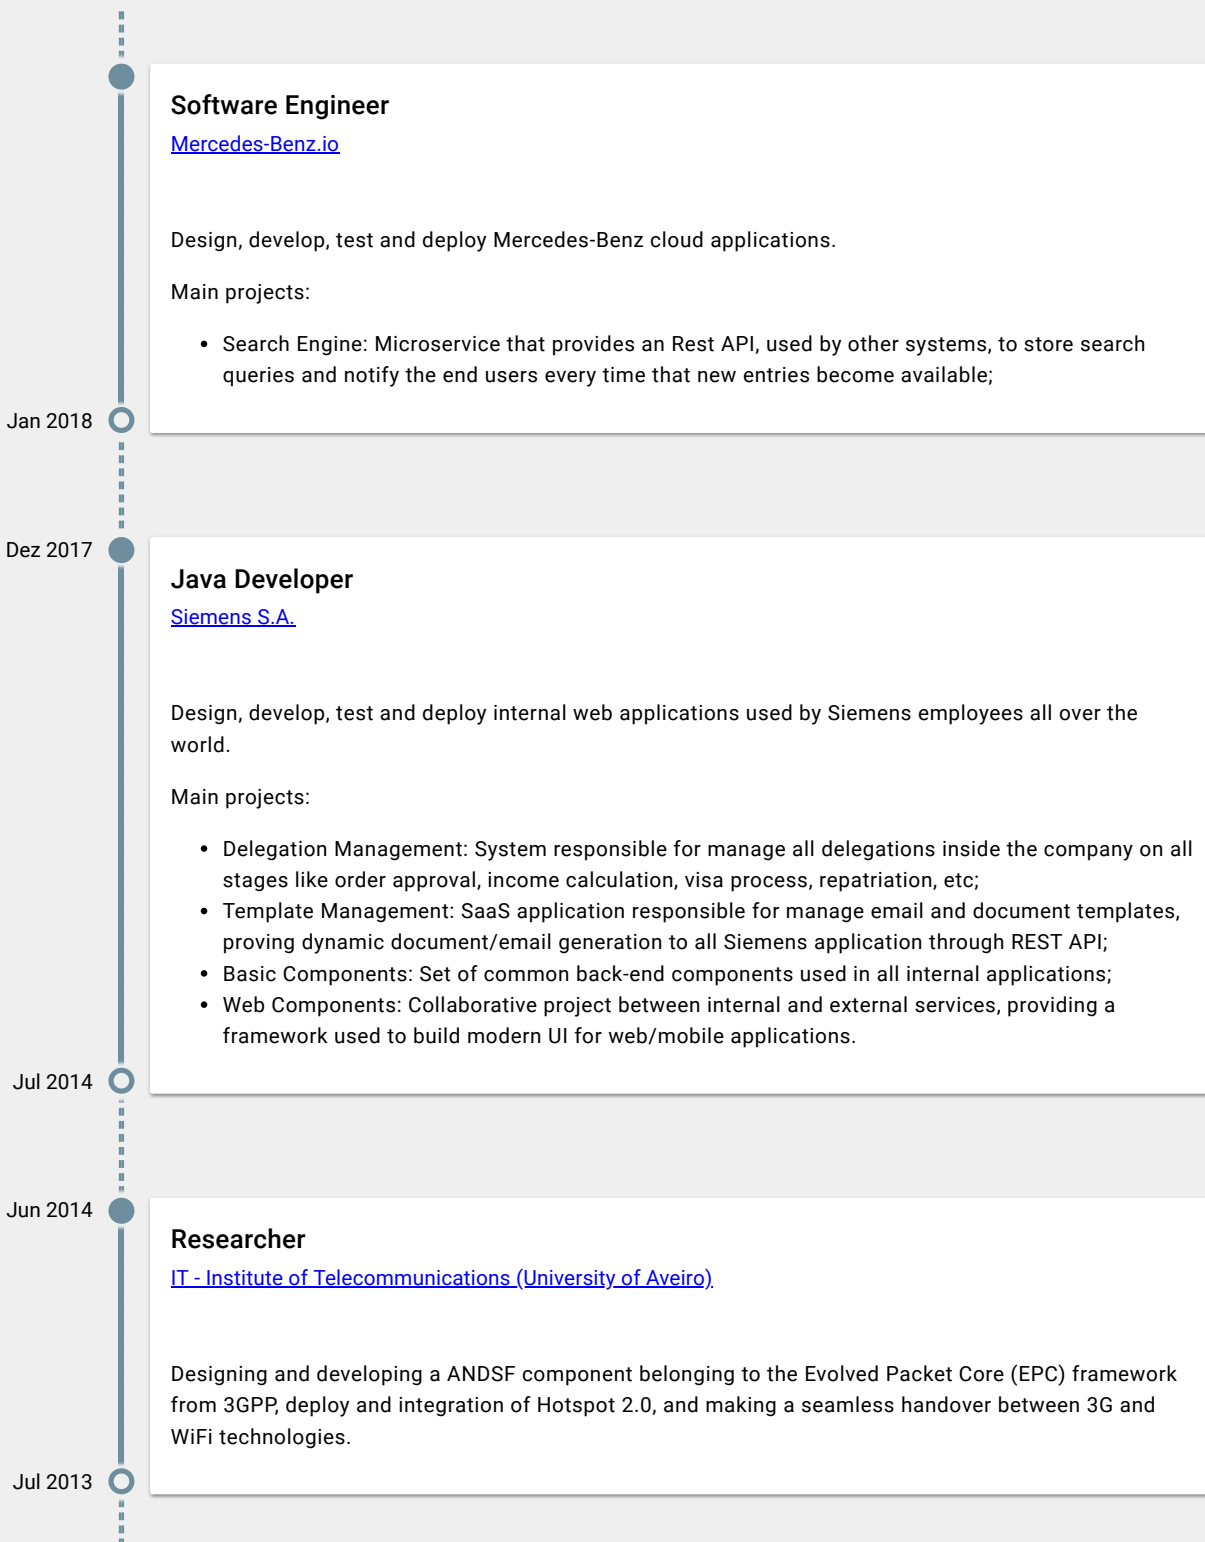 Software Engineer
Mercedes-Benz.io
Design, develop, test and deploy Mercedes-Benz cloud applications.
Main projects:
• Search Engine: Microservice that provides an Rest API, used by other systems, to store search
queries and notify the end users every time that new entries become available;
Jan 2018
Dez 2017
Java Developer
Siemens S.A.
Design, develop, test and deploy internal web applications used by Siemens employees all over the
world.
Main projects:
• Delegation Management: System responsible for manage all delegations inside the company on all
stages like order approval, income calculation, visa process, repatriation, etc;
• Template Management: SaaS application responsible for manage email and document templates,
proving dynamic document/email generation to all Siemens application through REST API;
• Basic Components: Set of common back-end components used in all internal applications;
• Web Components: Collaborative project between internal and external services, providing a
framework used to build modern UI for web/mobile applications.
Jul 2014
Jun 2014
Researcher
IT - Institute of Telecommunications (University of Aveiro)
Designing and developing a ANDSF component belonging to the Evolved Packet Core (EPC) framework
from 3GPP, deploy and integration of Hotspot 2.0, and making a seamless handover between 3G and
WiFi technologies.
Jul 2013